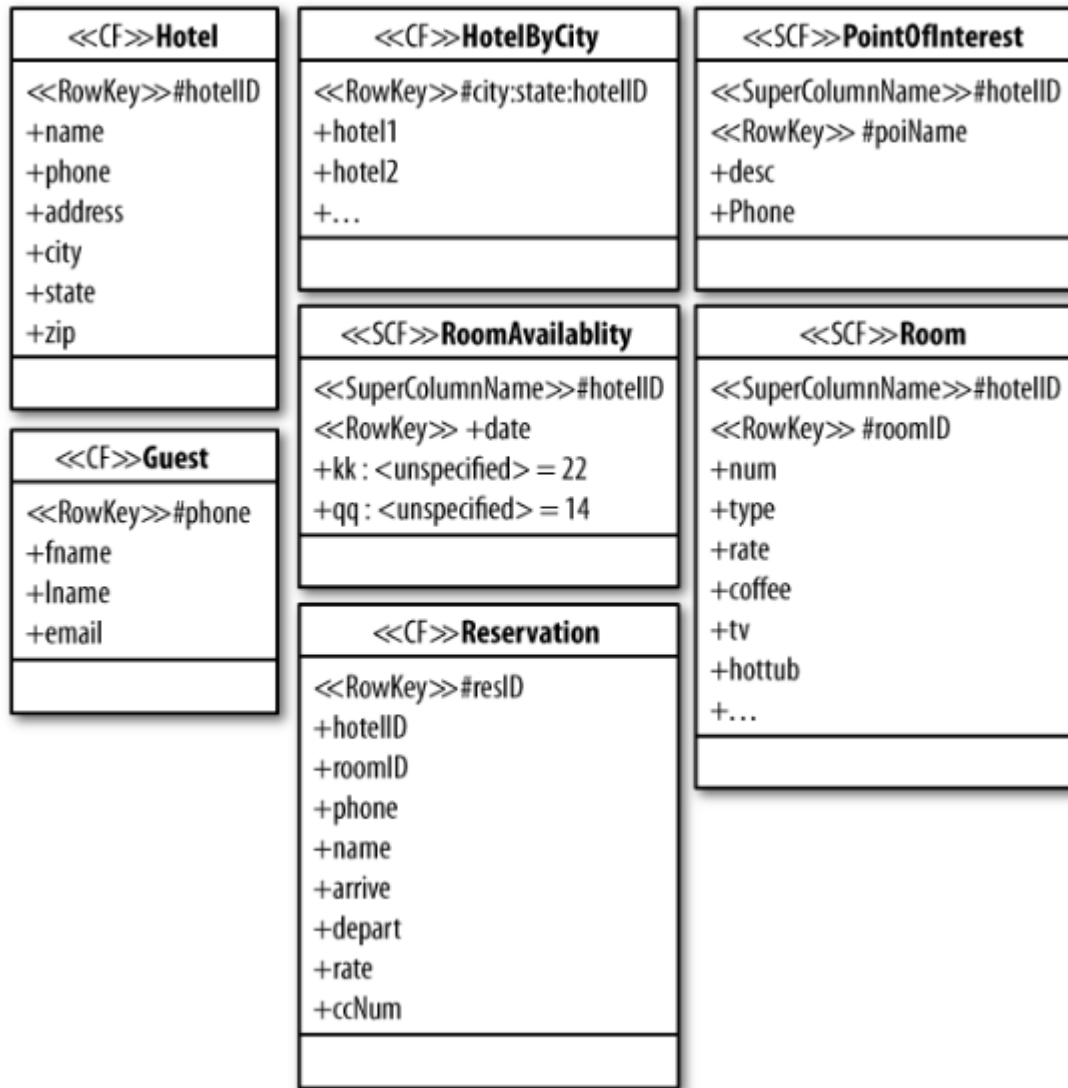 <<CF>>Hotel
<<RowKey>>#hotelID
+name
+phone
+address
+city
+state
+zip
<<CF>>HotelByCity
<<RowKey>>#city:state:hotelID
+hotel1
+hotel2
+...
<<SCF>>PointOfInterest
<<SuperColumnName>>#hotelID
<<RowKey>> #poiName
+desc
+Phone
<<CF>>Guest
<<RowKey>>#phone
+fname
+lname
+email
<<SCF>>RoomAvailablity
<<SuperColumnName>>#hotelID
<<RowKey>> +date
+kk : <unspecified> = 22
+qq : <unspecified> = 14
<<SCF>>Room
<<SuperColumnName>>#hotelID
<<RowKey>> #roomID
+num
+type
+rate
+coffee
+tv
+hottub
+...
<<CF>>Reservation
<<RowKey>>#resID
+hotelID
+roomID
+phone
+name
+arrive
+depart
+rate
+ccNum